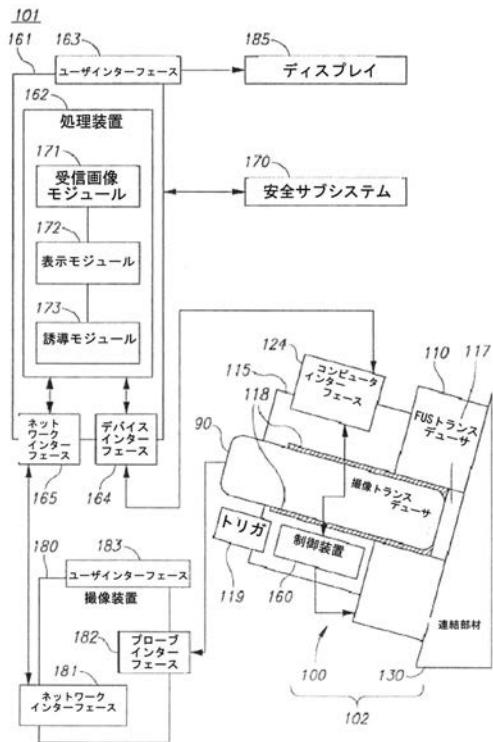 101
161
163
ユーザインターフェース
185
ディスプレイ
162
処理装置
171
受信画像
モジュール
170
安全サブシステム
172
表示モジュール
173
誘導モジュール
124
コンピュータ
インター
フェース
110
117
FUSトランス
デューサ
115
118
90
撮像トランス
デューサ
ネット
ワークイン
ターフェース
165
デバイス
インター
フェース
164
トリガ
119
制御装置
160
180
183
ユーザインターフェース
撮像装置
182
プローブ
インター
フェース
181
ネットワーク
インターフェース
連結部材
100
130
102